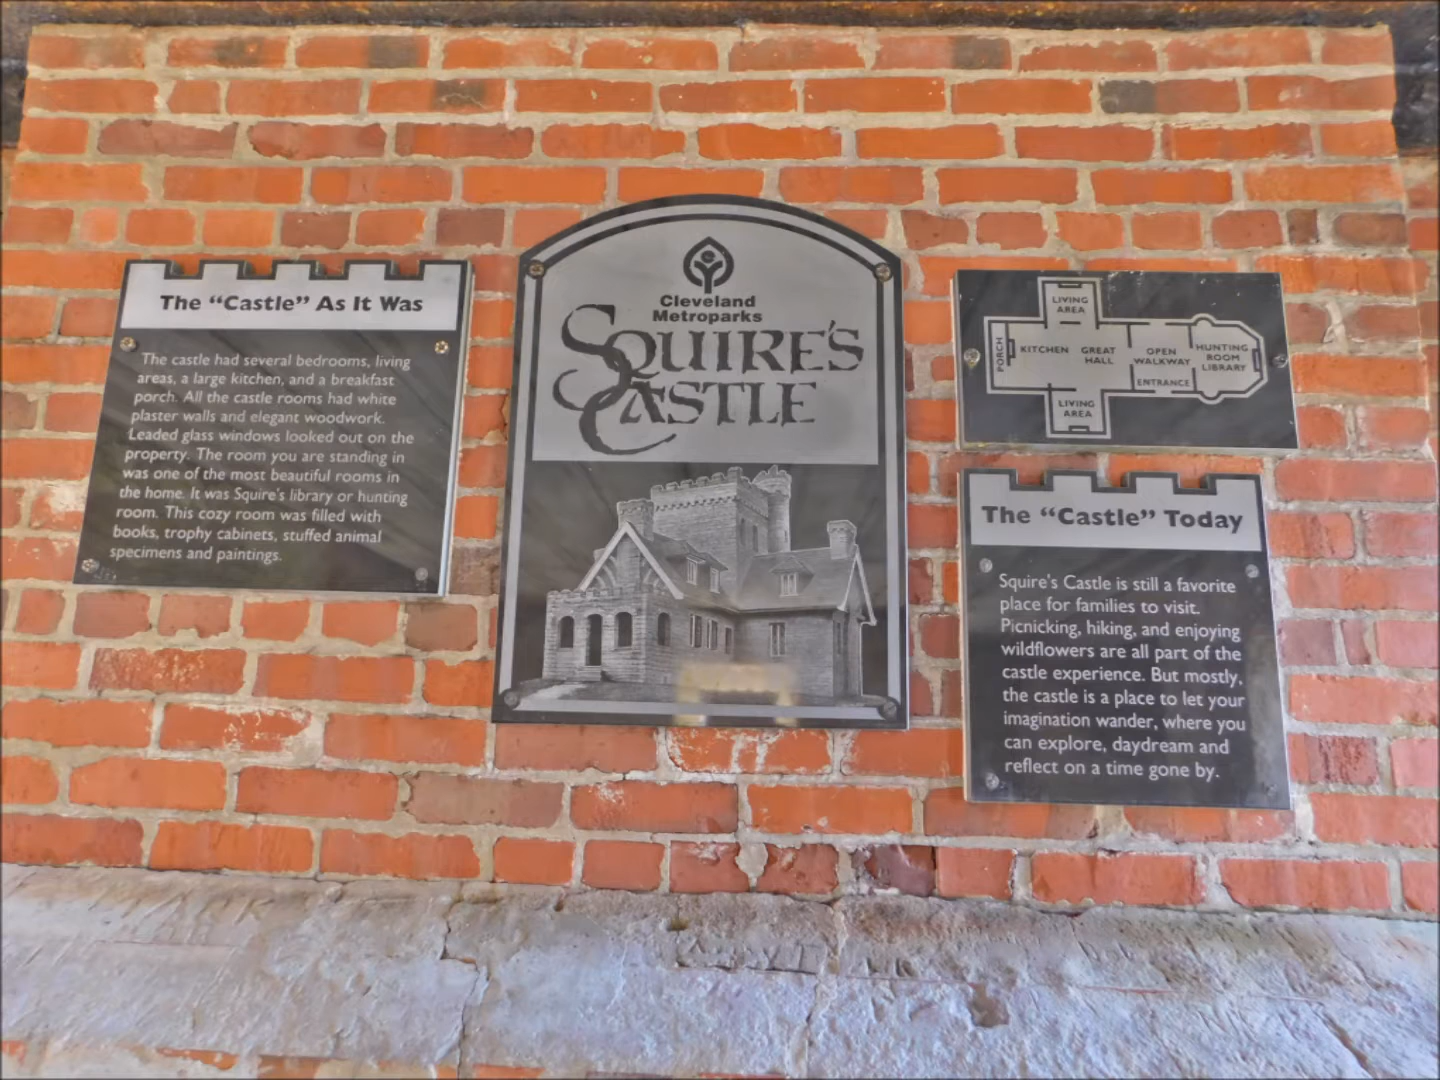 The "Castle" As It Was
The castle had several bedrooms, living
areas, a large kitchen, and a breakfast
porch. All the castle rooms had white
plaster walls and elegant woodwork.
Leaded glass windows looked out on the
property. The room you are standing in
was one of the most beautiful rooms in
the home. It was Squire's library or hunting
room. This cozy room was filled with
books, trophy cabinets, stuffed animal
specimens and paintings.
Cleveland
Metroparks
SQUIRE'S
CASTLE
LIVING
AREA
PORCH
KITCHEN
GREAT
HALL
OPEN
WALKWAY
ENTRANCE
HUNTING
ROOM
LIBRARY
LIVING
AREA
The "Castle" Today
Squire's Castle is still a favorite
place for families to visit.
Picnicking, hiking, and enjoying
wildflowers are all part of the
castle experience. But mostly,
the castle is a place to let your
imagination wander, where you
can explore, daydream and
reflect on a time gone by.